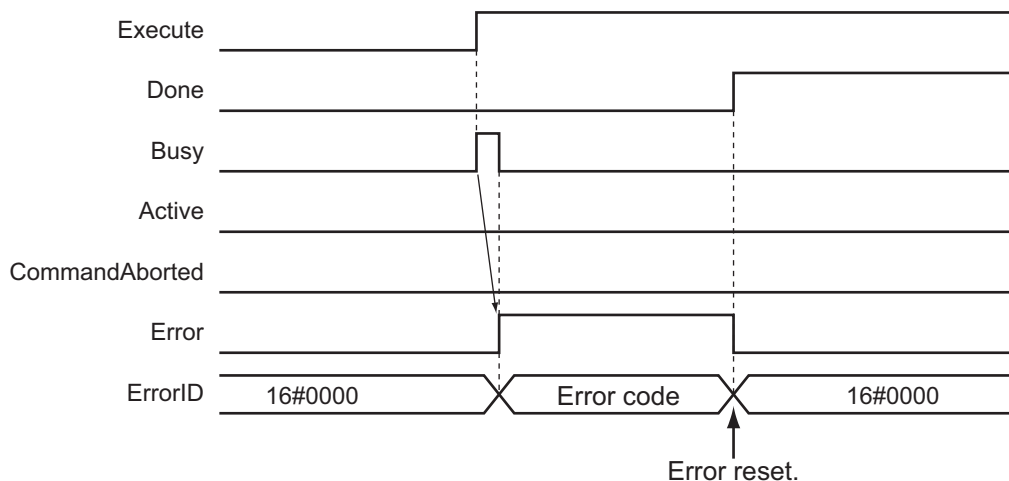 Execute
Done
Busy
Active
CommandAborted
Error
ErrorID 16#0000 Error code 16#0000
Error reset.